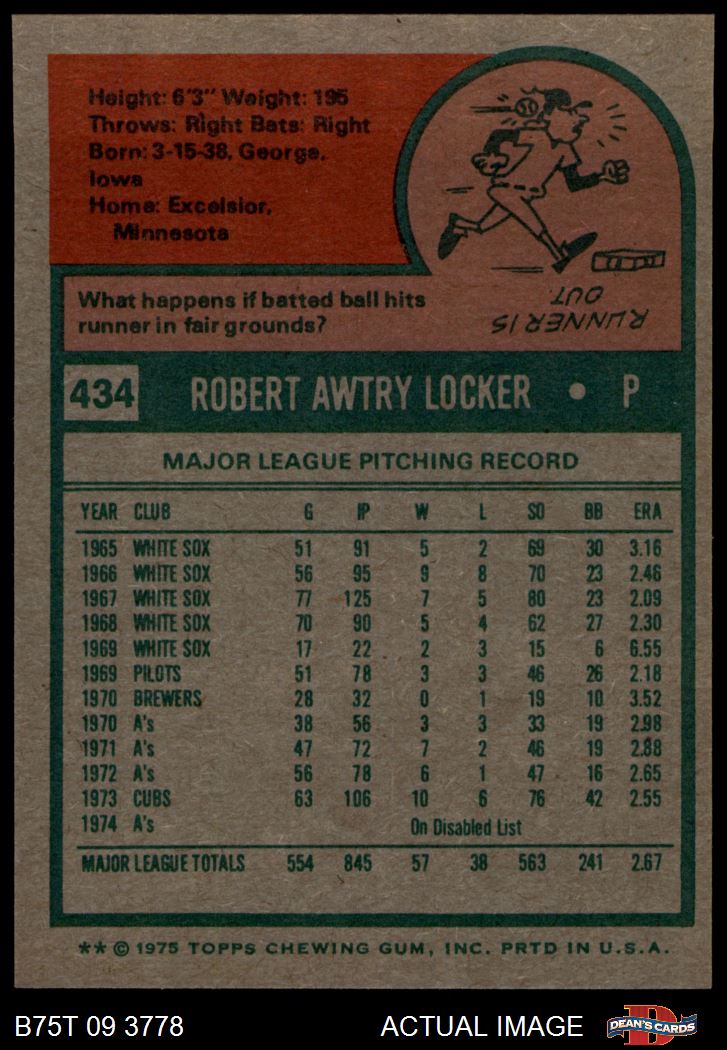 Height: 6'3" Weight: 195
Throws: Right Bats: Right
Born: 3-15-38, George,
Iowa
Home: Excelsior,
Minnesota
What happens if batted ball hits
runner in fair grounds?
RUNNER IS
OUT.
434 ROBERT AWTRY LOCKER • P
MAJOR LEAGUE PITCHING RECORD
YEAR CLUB G IP W L SO BB ERA
1965 WHITE SOX 51 91 5 2 69 30 3.16
1966 WHITE SOX 56 95 9 8 70 23 2.46
1967 WHITE SOX 77 125 7 5 80 23 2.09
1968 WHITE SOX 70 90 5 4 62 27 2.30
1969 WHITE SOX 17 22 2 3 15 6 6.55
1969 PILOTS 51 78 3 3 46 26 2.18
1970 BREWERS 28 32 0 1 19 10 3.52
1970 A's 38 56 3 3 33 19 2.98
1971 A's 47 72 7 2 46 19 2.88
1972 A's 56 78 6 1 47 16 2.65
1973 CUBS 63 106 10 6 76 42 2.55
1974 A's On Disabled List
MAJOR LEAGUE TOTALS 554 845 57 38 563 241 2.67
** © 1975 TOPPS CHEWING GUM, INC. PRTD IN U.S.A.
B75T 09 3778 ACTUAL IMAGE DEAN'S CARDS